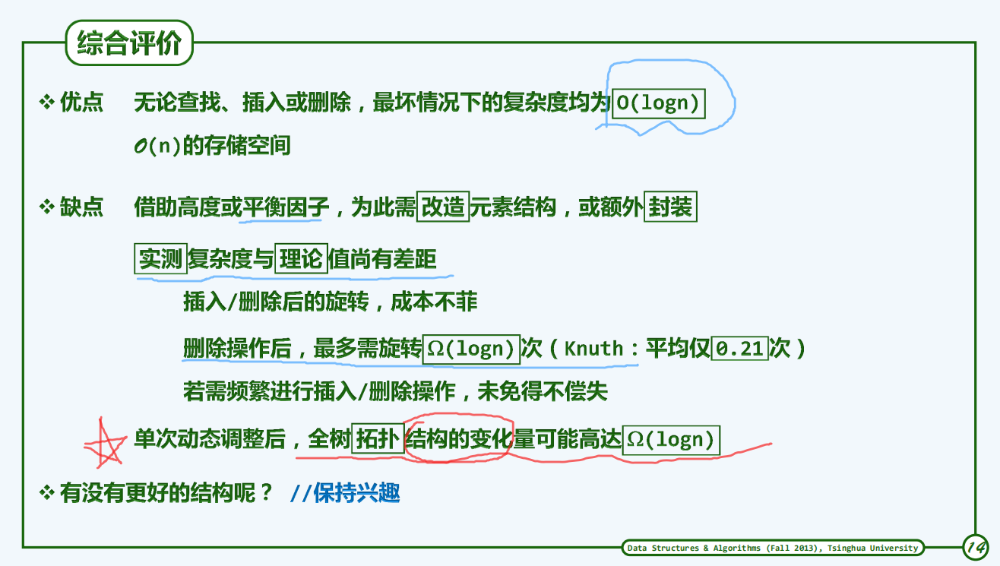 综合评价
❖ 优点 无论查找、插入或删除，最坏情况下的复杂度均为O(logn)
O(n)的存储空间
❖ 缺点 借助高度或平衡因子，为此需改造元素结构，或额外封装
实测复杂度与理论值尚有差距
插入/删除后的旋转，成本不菲
删除操作后，最多需旋转Ω(logn)次（Knuth：平均仅0.21次）
若需频繁进行插入/删除操作，未免得不偿失
单次动态调整后，全树拓扑结构的变化量可能高达Ω(logn)
❖ 有没有更好的结构呢？ //保持兴趣
Data Structures & Algorithms (Fall 2013), Tsinghua University
14